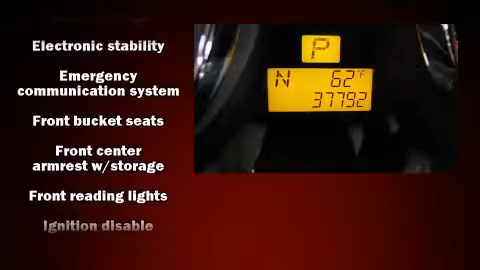 Electronic stability
Emergency
communication system
Front bucket seats
Front center
armrest w/storage
Front reading lights
Ignition disable
P
N 62°F
37792